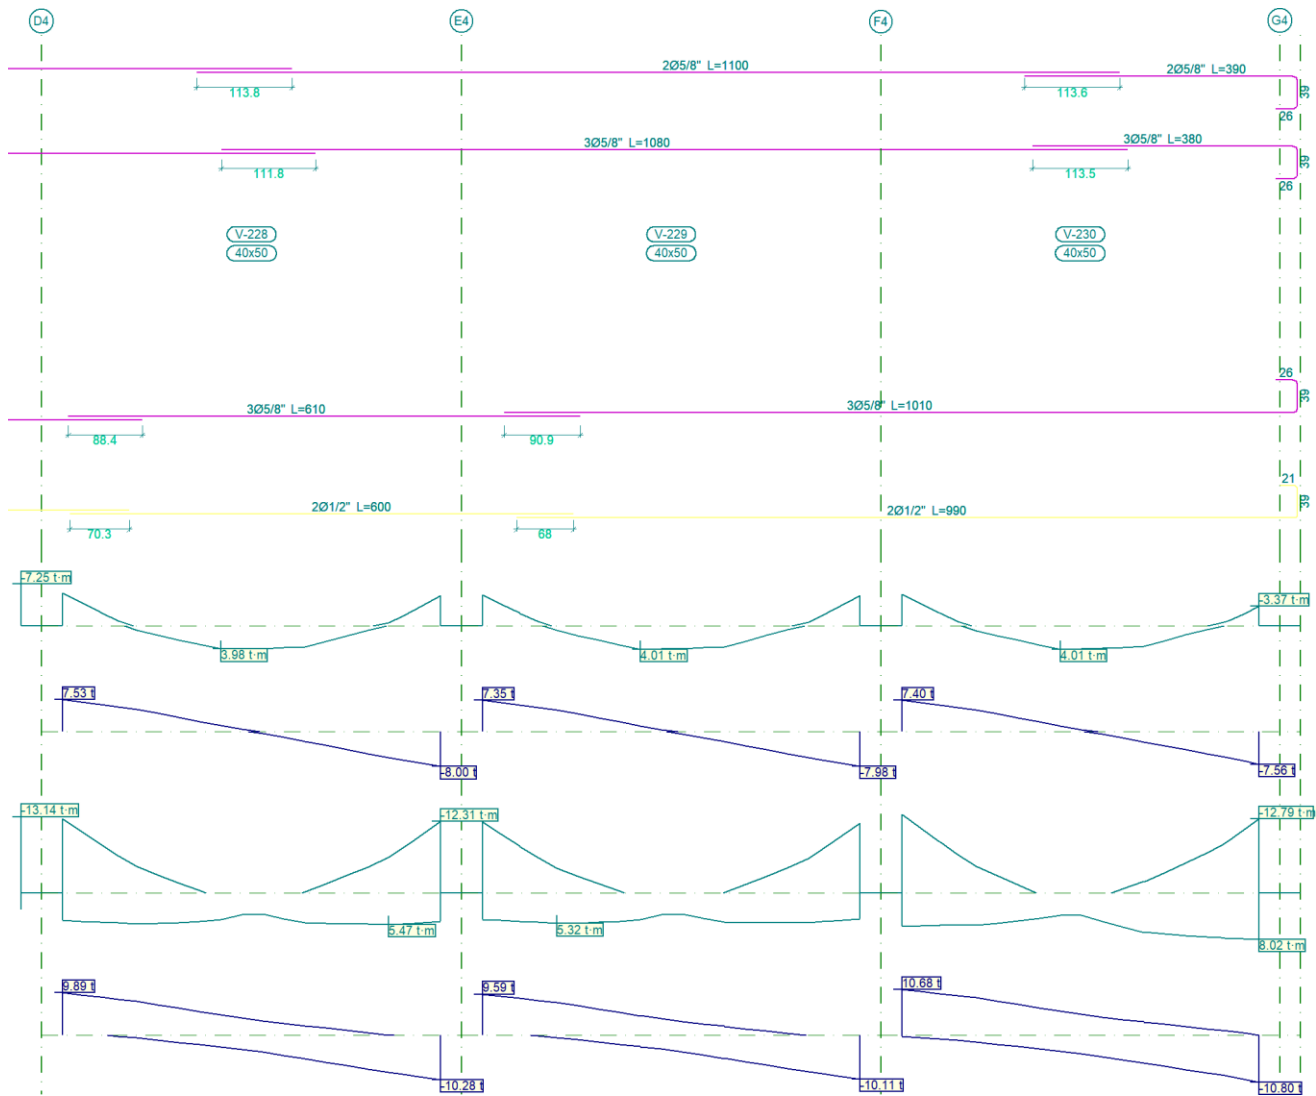 D4 E4 F4 G4
2Ø5/8" L=1100
2Ø5/8" L=390
113.8
113.6
39
26
3Ø5/8" L=1080
3Ø5/8" L=380
111.8
113.5
39
26
V-228 V-229 V-230
40x50 40x50 40x50
26
39
3Ø5/8" L=610
3Ø5/8" L=1010
88.4
90.9
21
39
2Ø1/2" L=600
2Ø1/2" L=990
70.3
68
-7.25 t·m
-3.37 t·m
3.98 t·m
4.01 t·m
4.01 t·m
7.53 t
7.35 t
7.40 t
-8.00 t
-7.98 t
-7.56 t
-13.14 t·m
-12.31 t·m
-12.79 t·m
5.47 t·m
5.32 t·m
8.02 t·m
9.89 t
9.59 t
10.68 t
-10.28 t
-10.11 t
-10.80 t